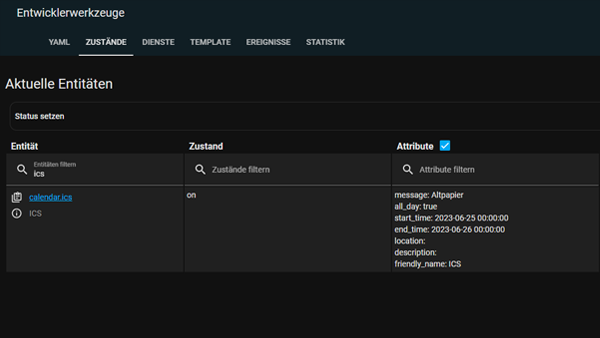 Entwicklerwerkzeuge
YAML ZUSTÄNDE DIENSTE TEMPLATE EREIGNISSE STATISTIK
Aktuelle Entitäten
Status setzen
Entität Zustand Attribute
Entitäten filtern
ics Zustände filtern Attribute filtern
calendar.ics on message: Altpapier
ICS all_day: true
start_time: 2023-06-25 00:00:00
end_time: 2023-06-26 00:00:00
location:
description:
friendly_name: ICS